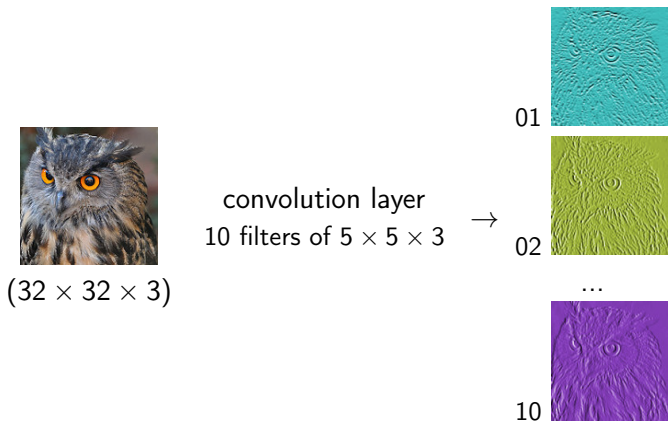 01
convolution layer
10 filters of 5 × 5 × 3
→
02
(32 × 32 × 3)
...
10